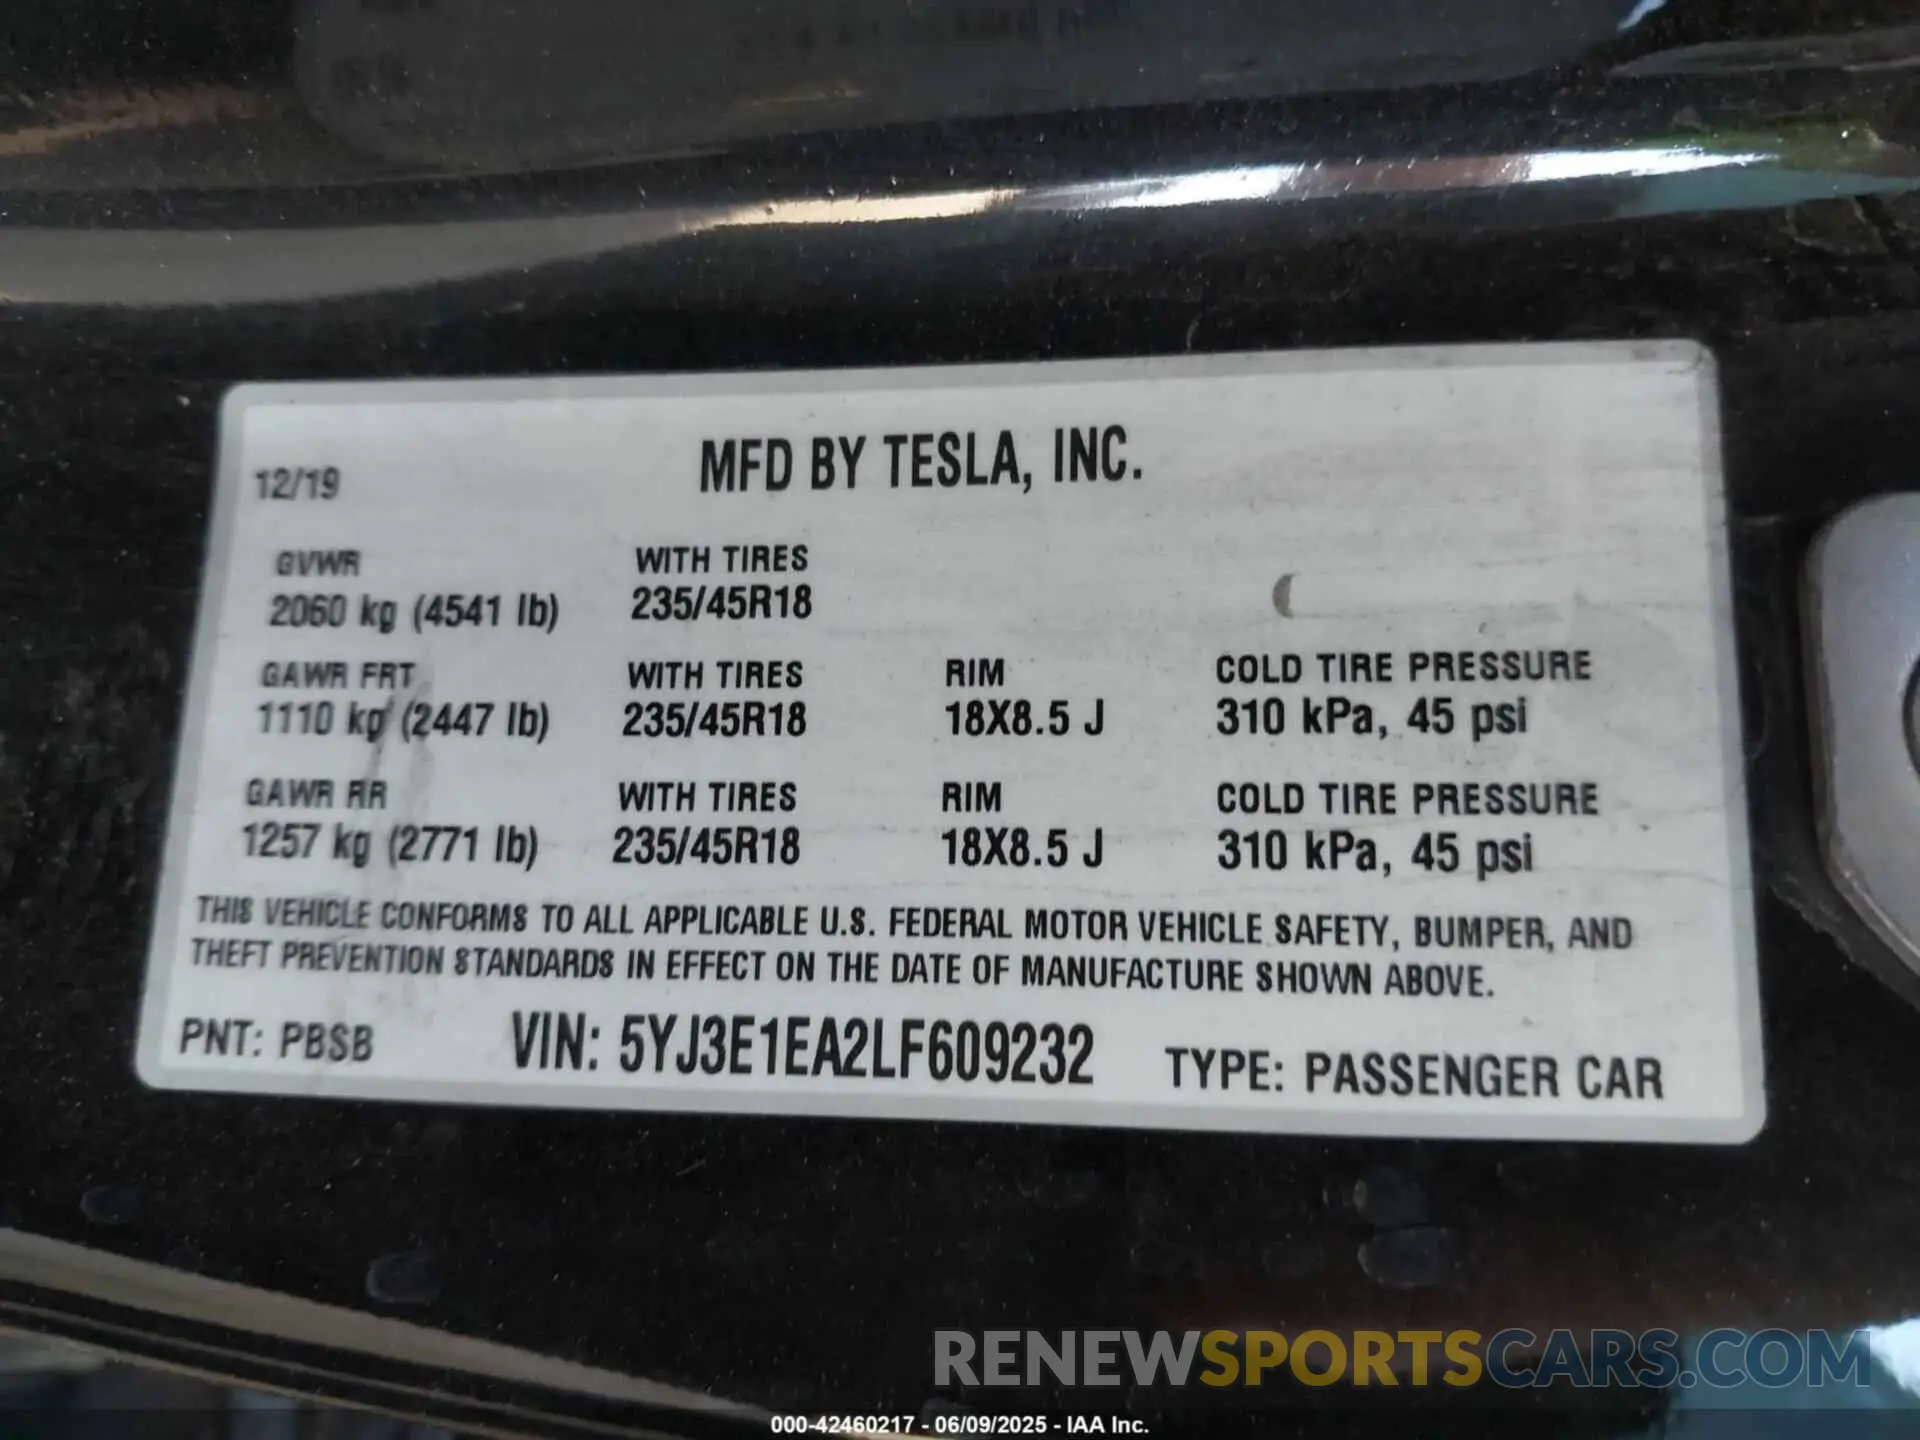 12/19 MFD BY TESLA, INC.
GVWR WITH TIRES
2060 kg (4541 lb) 235/45R18
GAWR FRT WITH TIRES RIM COLD TIRE PRESSURE
1110 kg (2447 lb) 235/45R18 18X8.5 J 310 kPa, 45 psi
GAWR RR WITH TIRES RIM COLD TIRE PRESSURE
1257 kg (2771 lb) 235/45R18 18X8.5 J 310 kPa, 45 psi
THIS VEHICLE CONFORMS TO ALL APPLICABLE U.S. FEDERAL MOTOR VEHICLE SAFETY, BUMPER, AND
THEFT PREVENTION STANDARDS IN EFFECT ON THE DATE OF MANUFACTURE SHOWN ABOVE.
PNT: PBSB VIN: 5YJ3E1EA2LF609232 TYPE: PASSENGER CAR
RENEWSPORTSCARS.COM
000-42460217 - 06/09/2025 - IAA Inc.